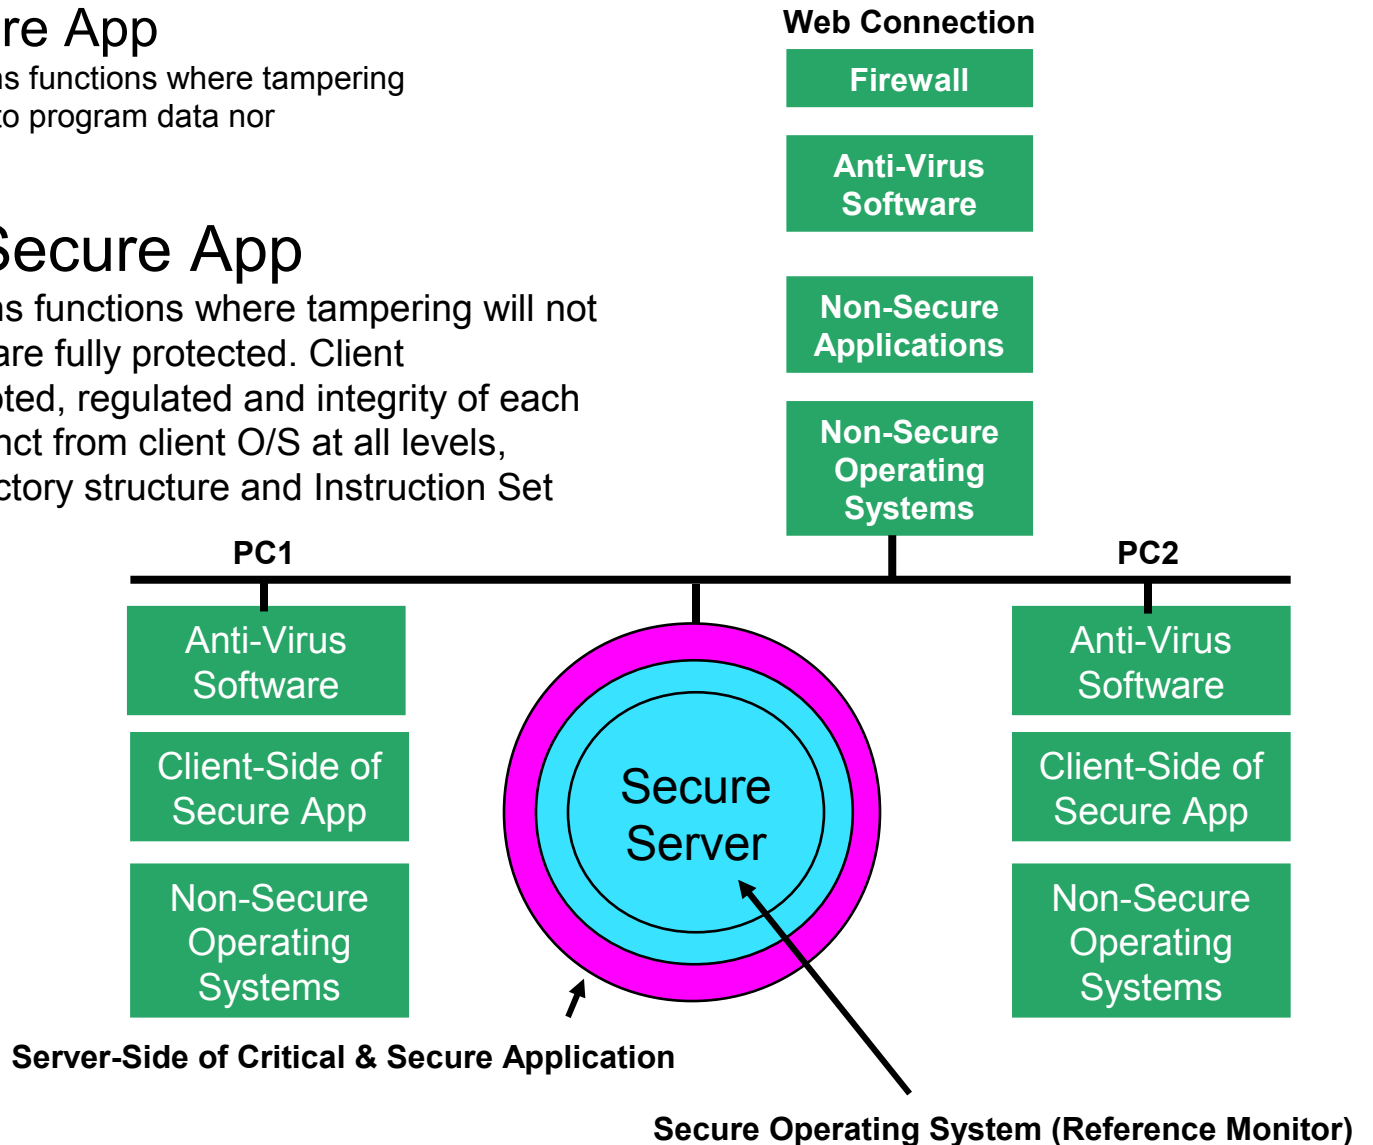 re App
ns functions where tampering
to program data nor
Secure App
ns functions where tampering will not
are fully protected. Client
oted, regulated and integrity of each
nct from client O/S at all levels,
ctory structure and Instruction Set
Web Connection
Firewall
Anti-Virus
Software
Non-Secure
Applications
Non-Secure
Operating
Systems
PC1
Anti-Virus
Software
Client-Side of
Secure App
Non-Secure
Operating
Systems
Secure
Server
PC2
Anti-Virus
Software
Client-Side of
Secure App
Non-Secure
Operating
Systems
Server-Side of Critical & Secure Application
Secure Operating System (Reference Monitor)